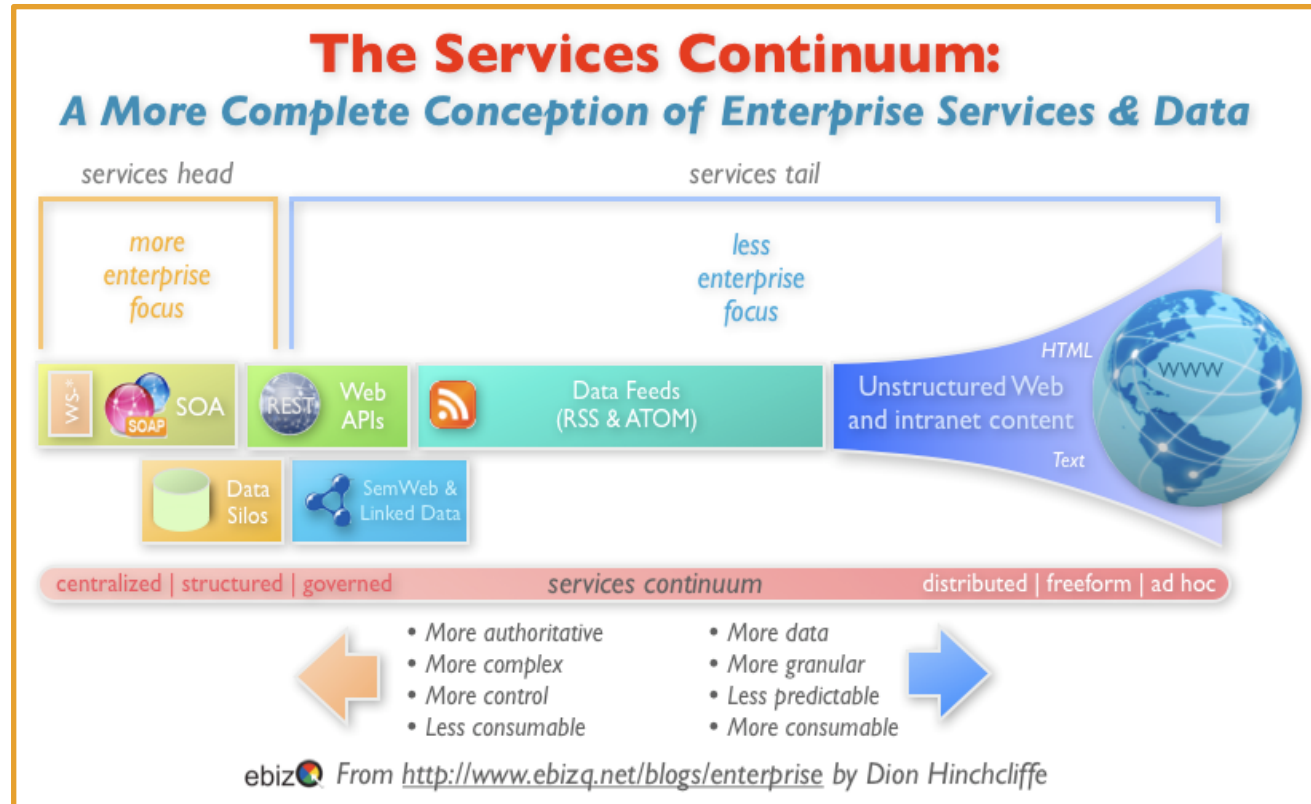 The Services Continuum:
A More Complete Conception of Enterprise Services & Data
services head
services tail
more
enterprise
focus
less
enterprise
focus
WS-*
SOAP
SOA
REST
Web
APIs
Data Feeds
(RSS & ATOM)
HTML
Unstructured Web
and intranet content
Text
WWW
Data
Silos
SemWeb &
Linked Data
centralized | structured | governed
services continuum
distributed | freeform | ad hoc
• More authoritative
• More complex
• More control
• Less consumable
• More data
• More granular
• Less predictable
• More consumable
ebizQ From http://www.ebizq.net/blogs/enterprise by Dion Hinchcliffe